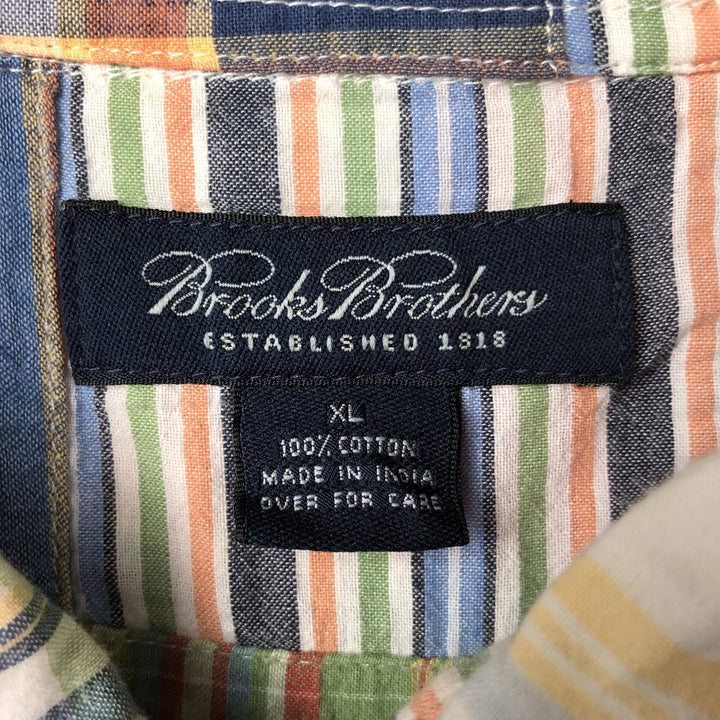 Brooks Brothers
ESTABLISHED 1818
XL
100% COTTON
MADE IN INDIA
OVER FOR CARE